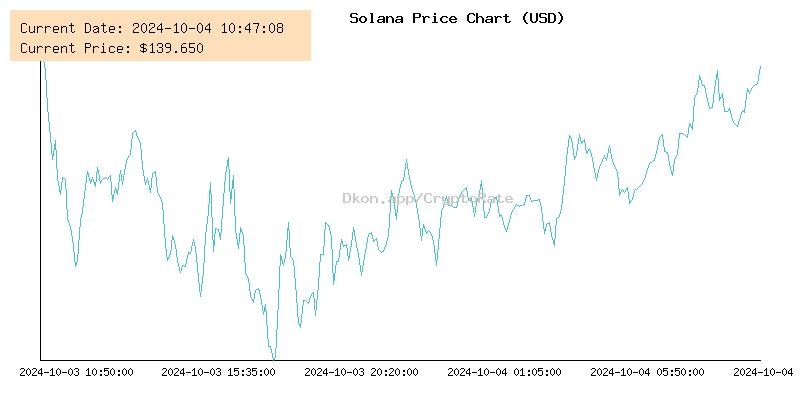 Solana Price Chart (USD)
Current Date: 2024-10-04 10:47:08
Current Price: $139.650
Dkon.app/CryptoRate
2024-10-03 10:50:00 2024-10-03 15:35:00 2024-10-03 20:20:00 2024-10-04 01:05:00 2024-10-04 05:50:00 2024-10-04